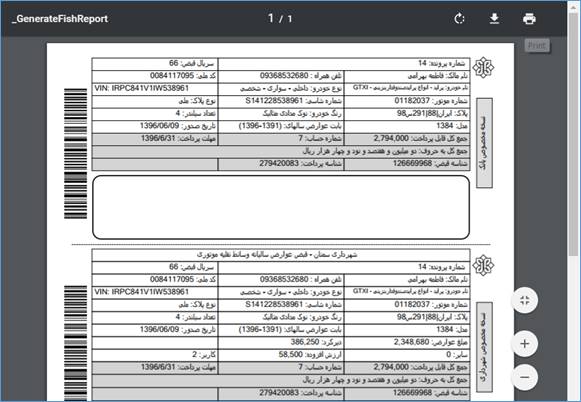 _GenerateFishReport
1 / 1
Print
شماره پرونده: 14 سریال قبض: 66
نام مالک: فاطمه بهرامی تلفن همراه : 09368532680 کد ملی: 0084117095
نام خودرو: پراید - انواع پرایدصندوقدارپنزینی - GTXI نوع خودرو: داخلی - سواری - شخصی VIN: IRPC841V1IW538961
شماره موتور: 01182037 شماره شاسی: S141228538961 نوع پلاک: ملی
پلاک: ایران|88|291س98 رنگ خودرو: نوک مدادی متالیک تعداد سیلندر: 4
مدل: 1384 بابت عوارض سالهای: (1391-1396) تاریخ صدور: 1396/06/09
جمع کل قابل پرداخت: 2,794,000 شماره حساب: 7 مهلت پرداخت: 1396/6/31
جمع کل به حروف: دو میلیون و هفتصد و نود و چهار هزار ریال
شناسه قبض: 126669968 شناسه پرداخت: 279420083
نسخه مخصوص بانک
شهرداری سمنان - قبض عوارض سالیانه وسائط نقلیه موتوری
شماره پرونده: 14 سریال قبض: 66
نام مالک: فاطمه بهرامی تلفن همراه : 09368532680 کد ملی: 0084117095
نام خودرو: پراید - انواع پرایدصندوقدارپنزینی - GTXI نوع خودرو: داخلی - سواری - شخصی VIN: IRPC841V1IW538961
شماره موتور: 01182037 شماره شاسی: S141228538961 نوع پلاک: ملی
پلاک: ایران|88|291س98 رنگ خودرو: نوک مدادی متالیک تعداد سیلندر: 4
مدل: 1384 بابت عوارض سالهای: (1391-1396) تاریخ صدور: 1396/06/09
مبلغ عوارض: 2,348,680 دیرکرد: 386,250
سایر: 0 ارزش افزوده: 58,500 کاربر: 2
جمع کل قابل پرداخت: 2,794,000 شماره حساب: 7 مهلت پرداخت: 1396/6/31
جمع کل به حروف: دو میلیون و هفتصد و نود و چهار هزار ریال
شناسه قبض: 126669968 شناسه پرداخت: 279420083
نسخه مخصوص شهرداری